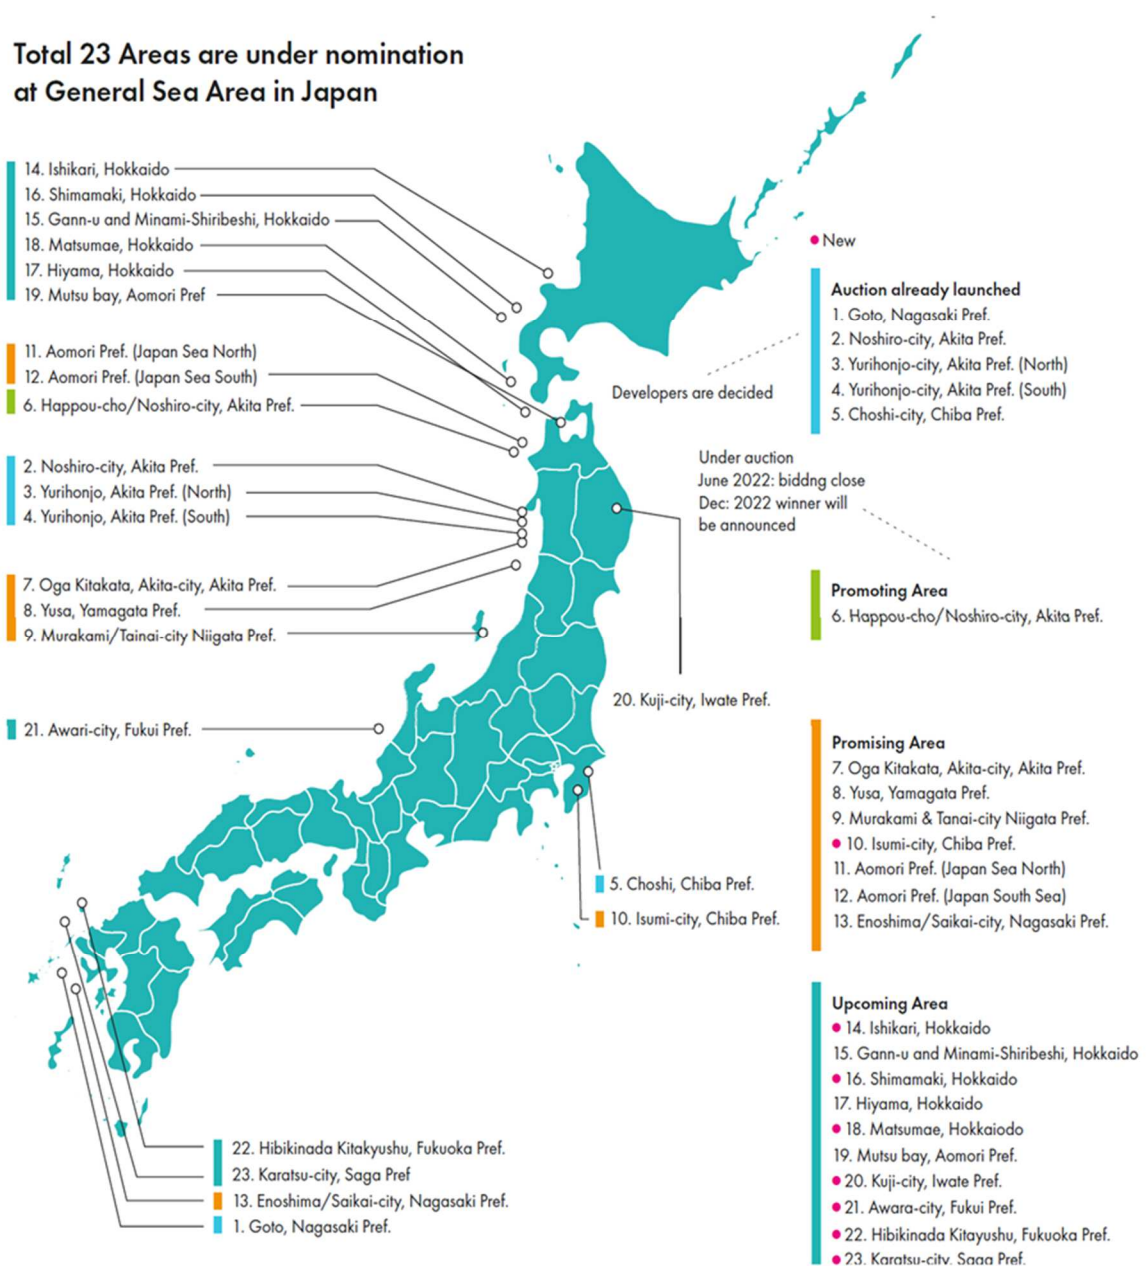 Total 23 Areas are under nomination
at General Sea Area in Japan
14. Ishikari, Hokkaido
16. Shimamaki, Hokkaido
15. Gann-u and Minami-Shiribeshi, Hokkaido
18. Matsumae, Hokkaido
17. Hiyama, Hokkaido
19. Mutsu bay, Aomori Pref
11. Aomori Pref. (Japan Sea North)
12. Aomori Pref. (Japan Sea South)
6. Happou-cho/Noshiro-city, Akita Pref.
2. Noshiro-city, Akita Pref.
3. Yurihonjo, Akita Pref. (North)
4. Yurihonjo, Akita Pref. (South)
7. Oga Kitakata, Akita-city, Akita Pref.
8. Yusa, Yamagata Pref.
9. Murakami/Tainai-city Niigata Pref.
21. Awari-city, Fukui Pref.
New
Auction already launched
1. Goto, Nagasaki Pref.
2. Noshiro-city, Akita Pref.
3. Yurihonjo-city, Akita Pref. (North)
4. Yurihonjo-city, Akita Pref. (South)
5. Choshi-city, Chiba Pref.
Developers are decided
Under auction
June 2022: biddng close
Dec: 2022 winner will
be announced
Promoting Area
6. Happou-cho/Noshiro-city, Akita Pref.
20. Kuji-city, Iwate Pref.
Promising Area
7. Oga Kitakata, Akita-city, Akita Pref.
8. Yusa, Yamagata Pref.
9. Murakami & Tanai-city Niigata Pref.
10. Isumi-city, Chiba Pref.
11. Aomori Pref. (Japan Sea North)
12. Aomori Pref. (Japan South Sea)
13. Enoshima/Saikai-city, Nagasaki Pref.
5. Choshi, Chiba Pref.
10. Isumi-city, Chiba Pref.
Upcoming Area
14. Ishikari, Hokkaido
15. Gann-u and Minami-Shiribeshi, Hokkaido
16. Shimamaki, Hokkaido
17. Hiyama, Hokkaido
18. Matsumae, Hokkaiodo
19. Mutsu bay, Aomori Pref.
20. Kuji-city, Iwate Pref.
21. Awara-city, Fukui Pref.
22. Hibikinada Kitayushu, Fukuoka Pref.
23. Karatsu-city, Saga Pref.
22. Hibikinada Kitakyushu, Fukuoka Pref.
23. Karatsu-city, Saga Pref
13. Enoshima/Saikai-city, Nagasaki Pref.
1. Goto, Nagasaki Pref.